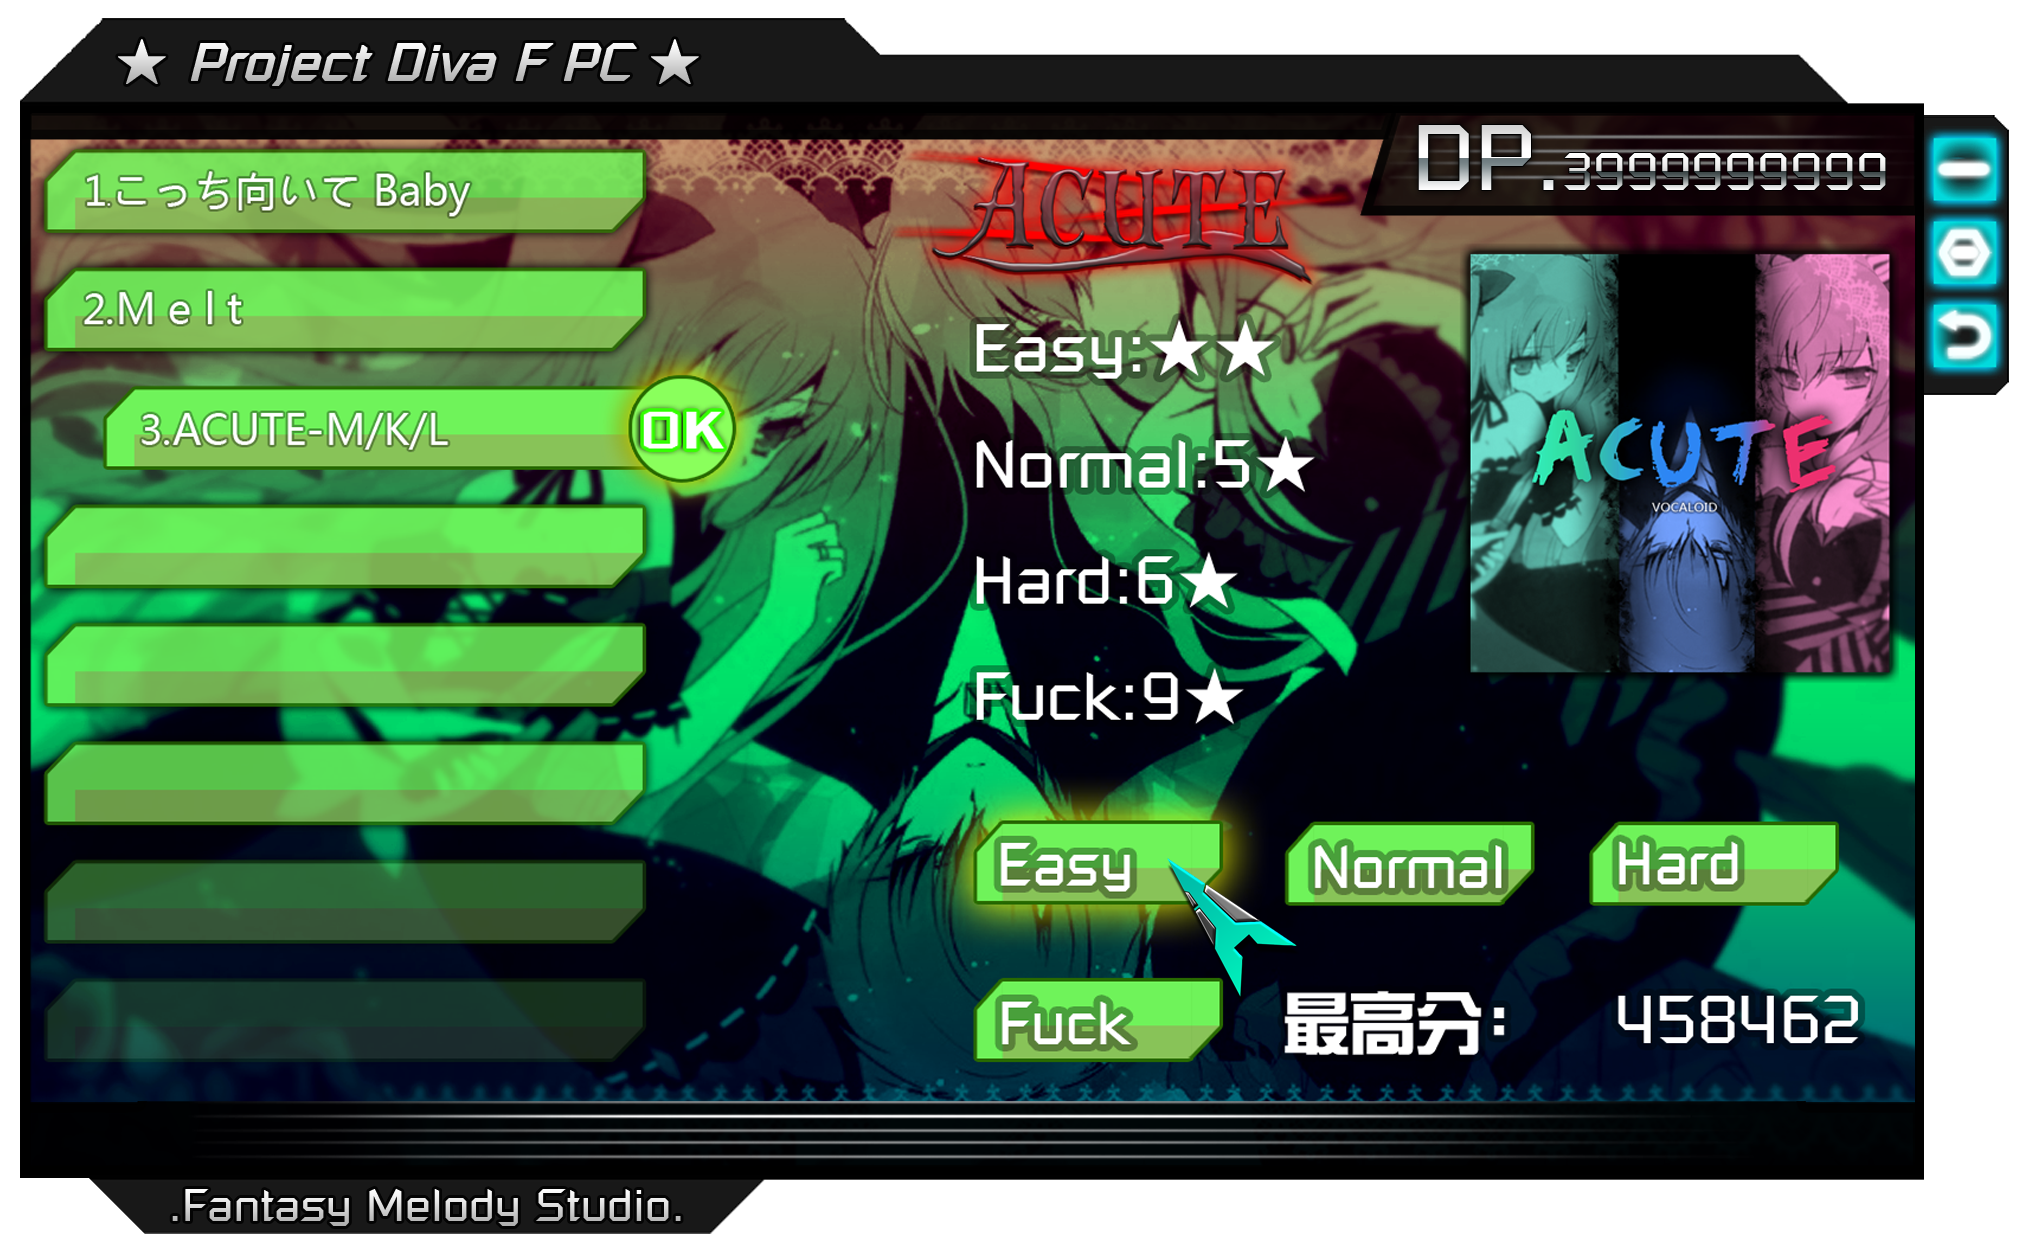 ★ Project Diva F PC ★
DP.3999999999
1.こっち向いて Baby
2.Melt
3.ACUTE-M/K/L
OK
ACUTE
Easy:★★
Normal:5★
Hard:6★
Fuck:9★
ACUTE
VOCALOID
Easy
Normal
Hard
Fuck
最高分: 458462
.Fantasy Melody Studio.